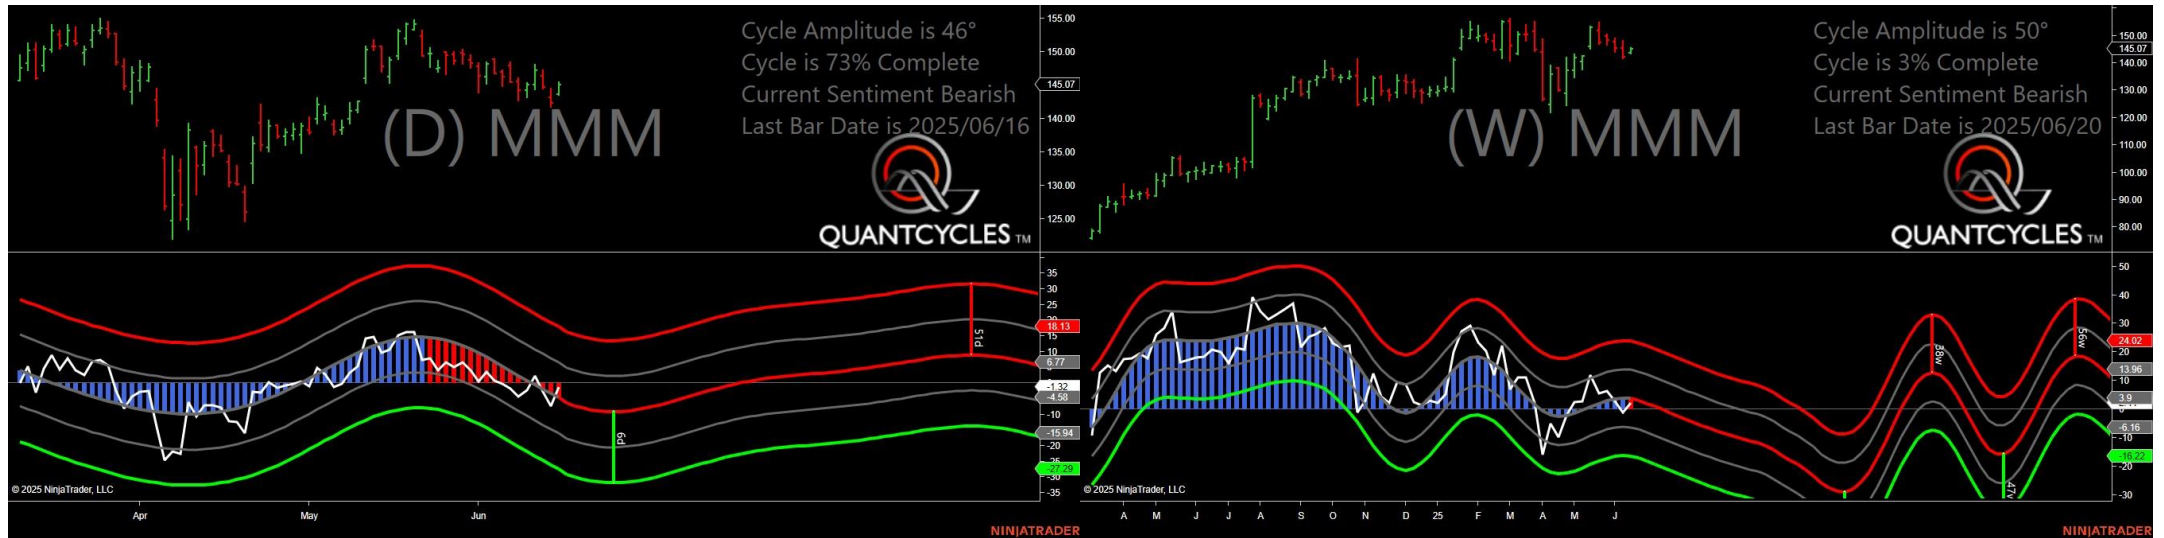 Cycle Amplitude is 46°
Cycle is 73% Complete
Current Sentiment Bearish
Last Bar Date is 2025/06/16
(D) MMM
QUANTCYCLES TM
155.00
150.00
145.07
140.00
135.00
130.00
125.00
35
30
25
18.13
15
10
6.77
-1.32
-4.58
-10
-15.94
-20
-27.29
-30
-35
51d
6d
© 2025 NinjaTrader, LLC
Apr
May
Jun
NINJATRADER
Cycle Amplitude is 50°
Cycle is 3% Complete
Current Sentiment Bearish
Last Bar Date is 2025/06/20
(W) MMM
QUANTCYCLES TM
150.00
145.07
140.00
130.00
120.00
110.00
100.00
90.00
80.00
50
40
30
24.02
20
13.96
10
3.9
-6.16
-10
-16.22
-20
-30
38w
56w
© 2025 NinjaTrader, LLC
A M J J A S O N D 25 F M A M J
NINJATRADER